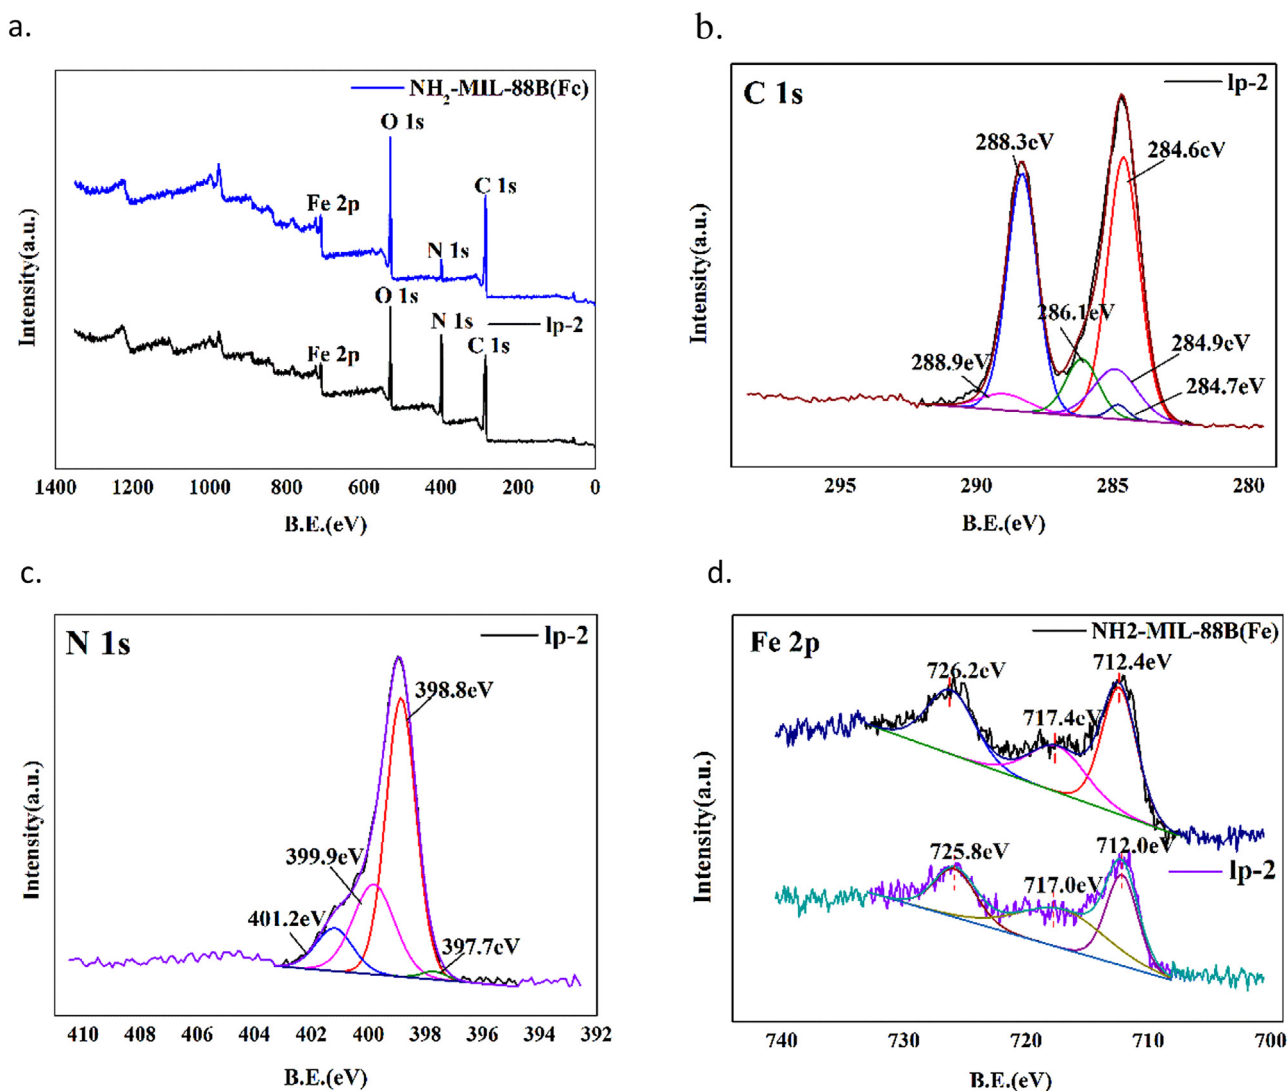 a.
NH2-MIL-88B(Fc)
O 1s
C 1s
Fe 2p
N 1s
O 1s
N 1s
lp-2
C 1s
Fe 2p
Intensity(a.u.)
1400 1200 1000 800 600 400 200 0
B.E.(eV)
b.
C 1s
lp-2
288.3eV
284.6eV
286.1eV
284.9eV
288.9eV
284.7eV
Intensity(a.u.)
295 290 285 280
B.E.(eV)
c.
N 1s
lp-2
398.8eV
399.9eV
401.2eV
397.7eV
Intensity(a.u.)
410 408 406 404 402 400 398 396 394 392
B.E.(eV)
d.
Fe 2p
NH2-MIL-88B(Fe)
726.2eV
712.4eV
717.4eV
725.8eV
712.0eV
717.0eV
lp-2
Intensity(a.u.)
740 730 720 710 700
B.E.(eV)